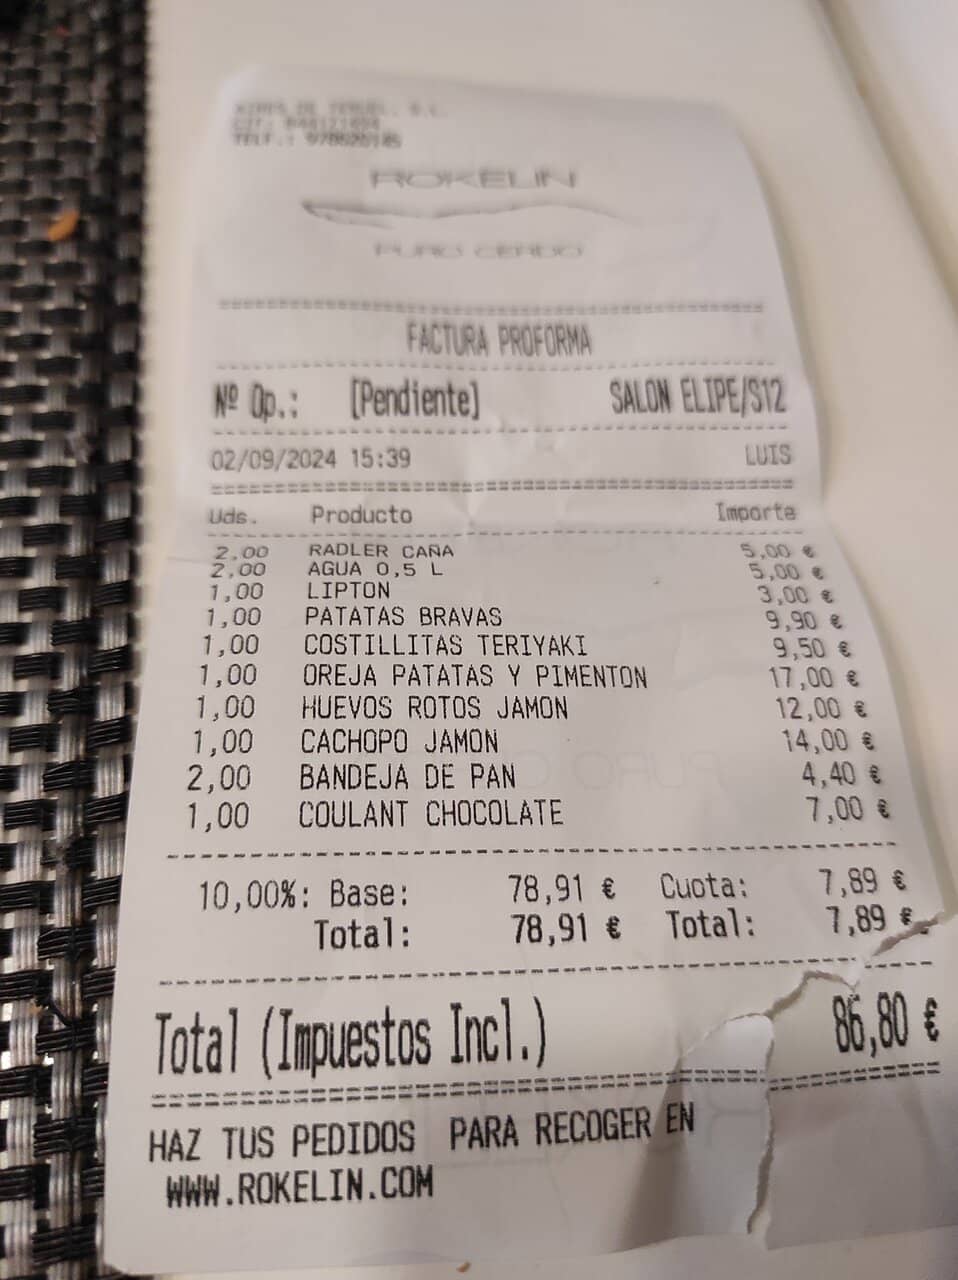 TELF.: 978620145
ROKELIN
PURO CERDO
FACTURA PROFORMA
Nº Op.: [Pendiente] SALON ELIPE/S12
02/09/2024 15:39 LUIS
Uds. Producto Importe
2,00 RADLER CAÑA 5,00 €
2,00 AGUA 0,5 L 5,00 €
1,00 LIPTON 3,00 €
1,00 PATATAS BRAVAS 9,90 €
1,00 COSTILLITAS TERIYAKI 9,50 €
1,00 OREJA PATATAS Y PIMENTON 17,00 €
1,00 HUEVOS ROTOS JAMON 12,00 €
1,00 CACHOPO JAMON 14,00 €
2,00 BANDEJA DE PAN 4,40 €
1,00 COULANT CHOCOLATE 7,00 €
10,00%: Base: 78,91 € Cuota: 7,89 €
Total: 78,91 € Total: 7,89 €
Total (Impuestos Incl.) 86,80 €
HAZ TUS PEDIDOS PARA RECOGER EN
WWW.ROKELIN.COM